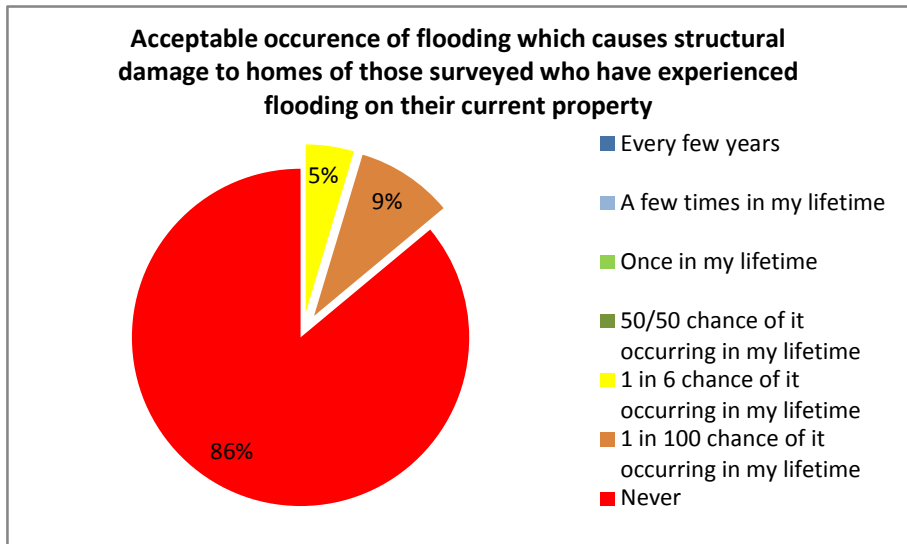 Acceptable occurence of flooding which causes structural
damage to homes of those surveyed who have experienced
flooding on their current property
5%
9%
86%
Every few years
A few times in my lifetime
Once in my lifetime
50/50 chance of it
occurring in my lifetime
1 in 6 chance of it
occurring in my lifetime
1 in 100 chance of it
occurring in my lifetime
Never